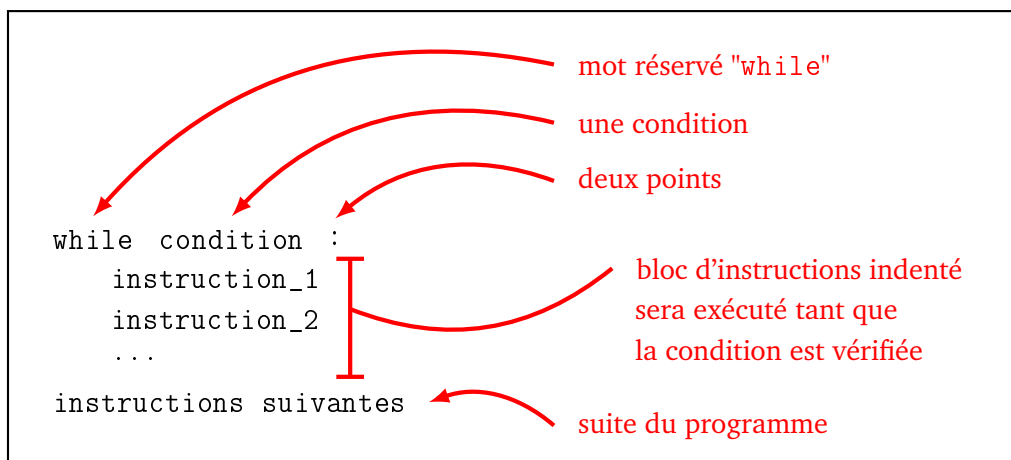 mot réservé "while"
une condition
deux points
while condition :
instruction_1
bloc d'instructions indenté
instruction_2
sera exécuté tant que
...
la condition est vérifiée
instructions suivantes
suite du programme